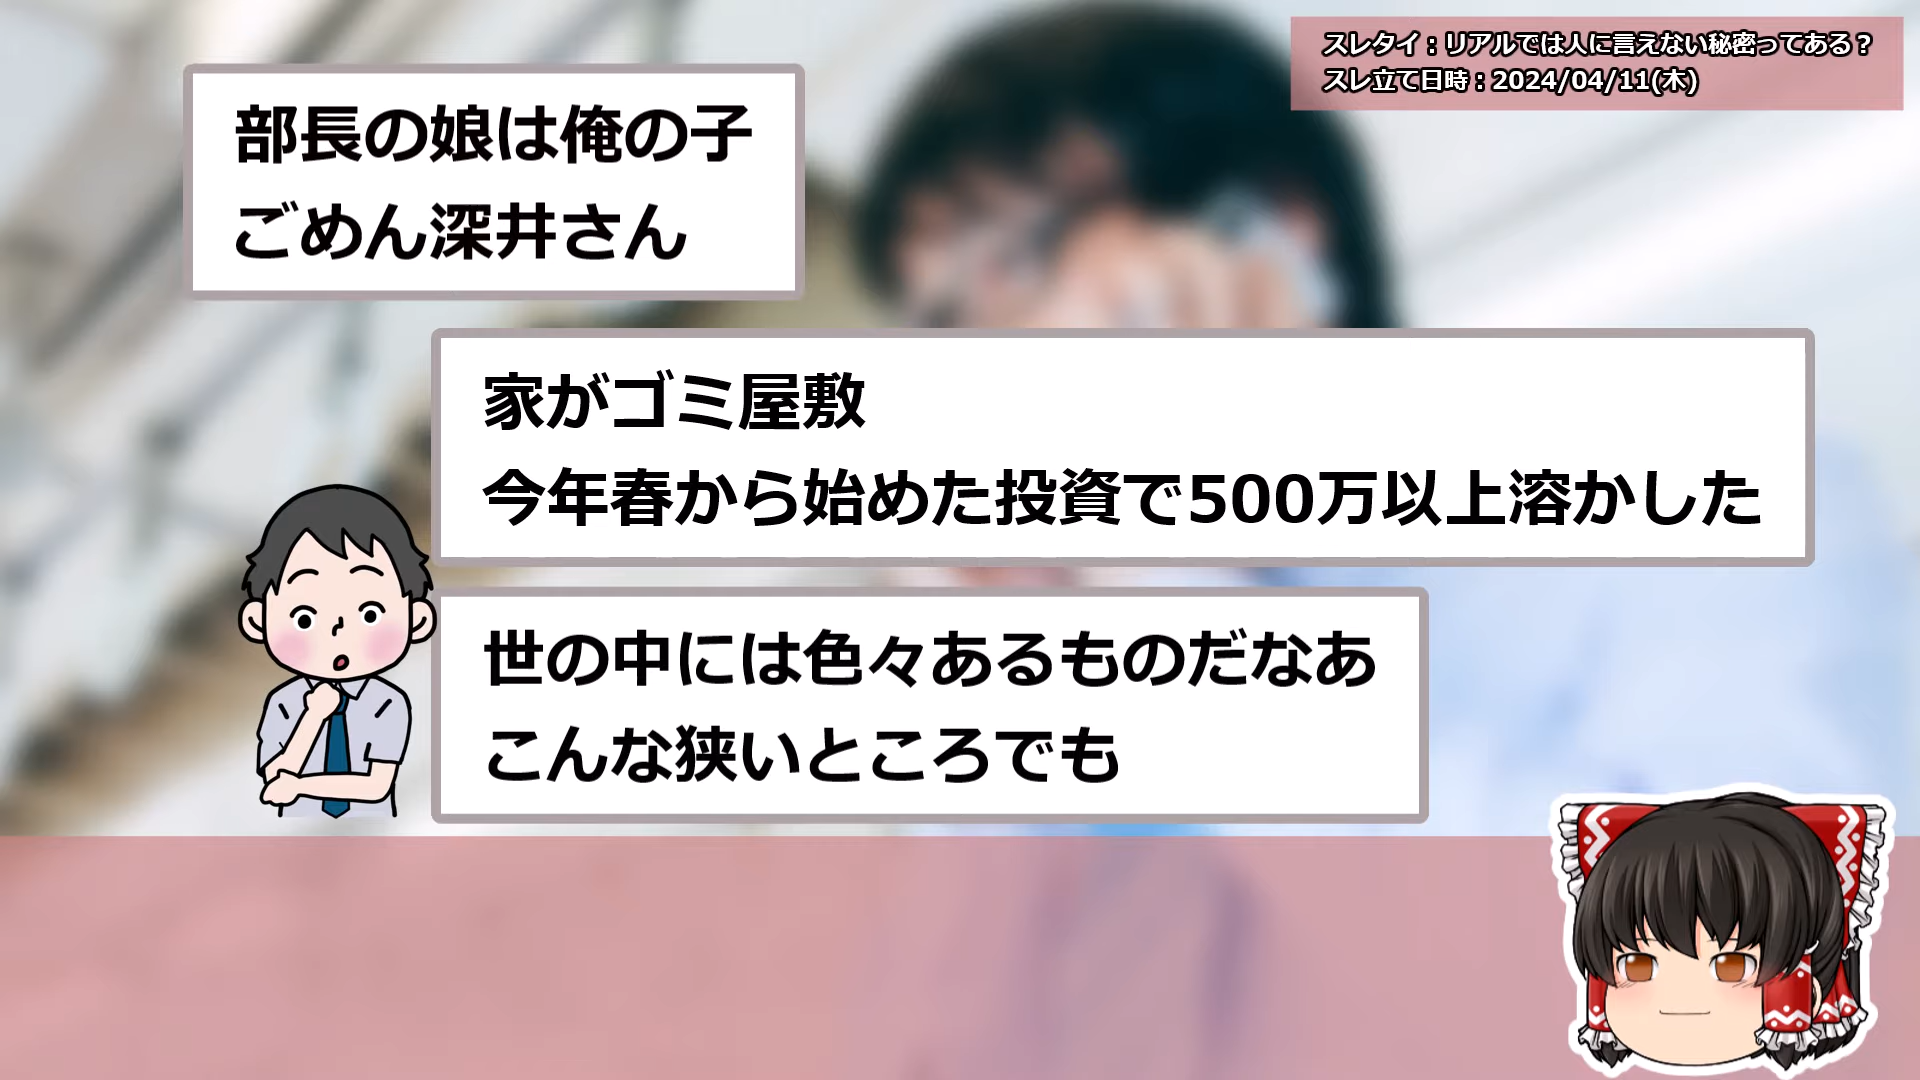 スレタイ：リアルでは人に言えない秘密ってある？
スレ立て日時：2024/04/11(木)
部長の娘は俺の子
ごめん深井さん
家がゴミ屋敷
今年春から始めた投資で500万以上溶かした
世の中には色々あるものだなあ
こんな狭いところでも